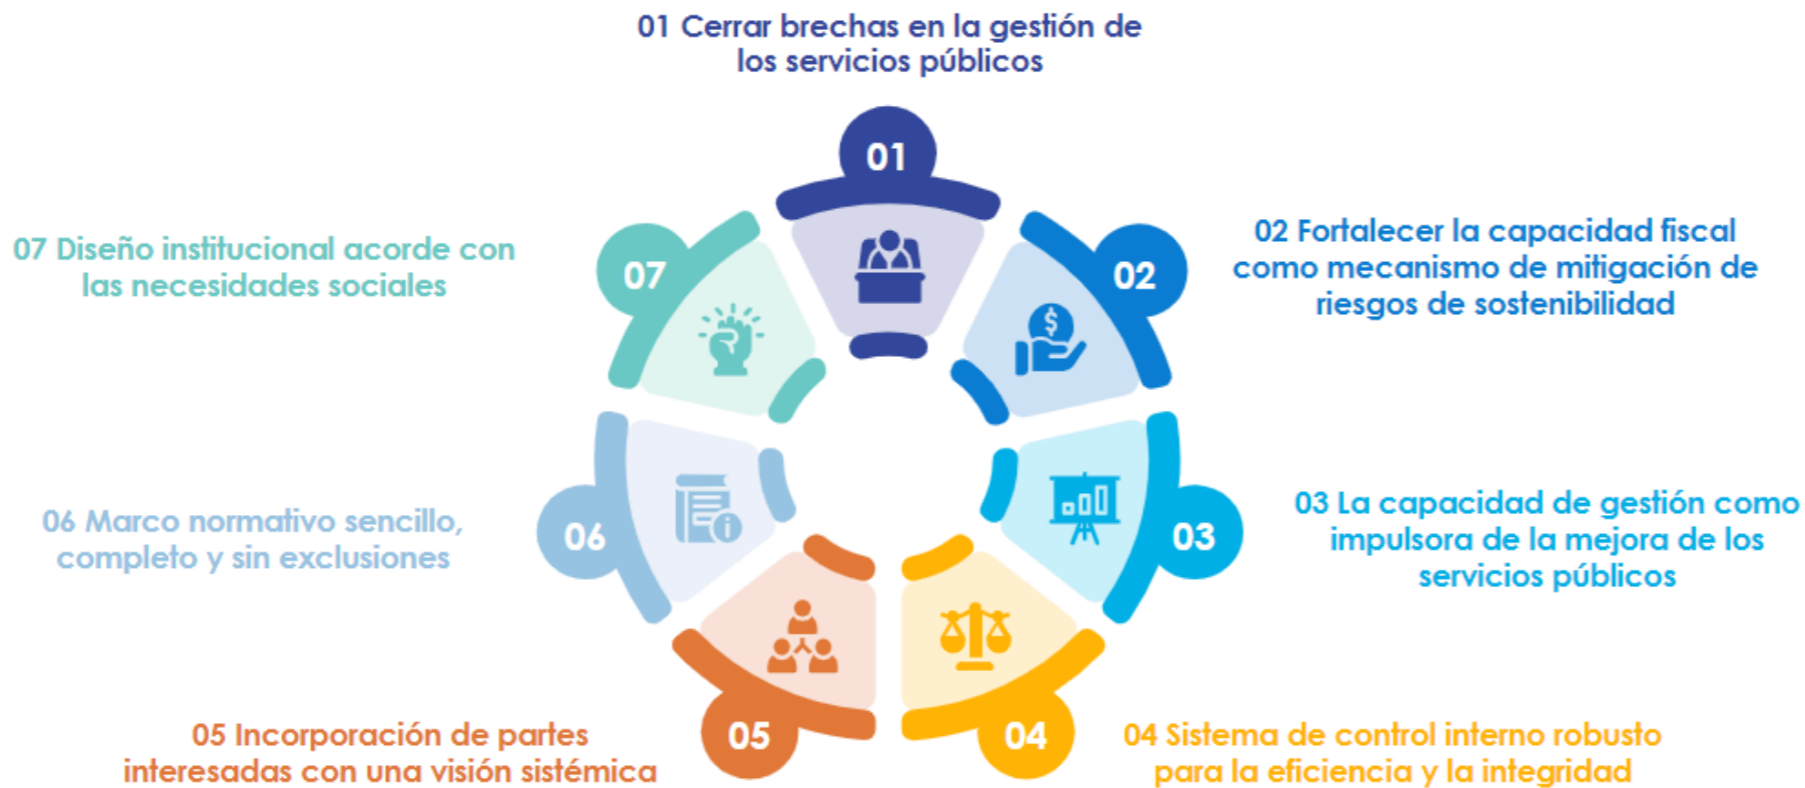 01 Cerrar brechas en la gestión de
los servicios públicos
01
02 Fortalecer la capacidad fiscal
como mecanismo de mitigación de
riesgos de sostenibilidad
02
$
03 La capacidad de gestión como
impulsora de la mejora de los
servicios públicos
03
04 Sistema de control interno robusto
para la eficiencia y la integridad
04
05 Incorporación de partes
interesadas con una visión sistémica
05
06 Marco normativo sencillo,
completo y sin exclusiones
06
i
07 Diseño institucional acorde con
las necesidades sociales
07